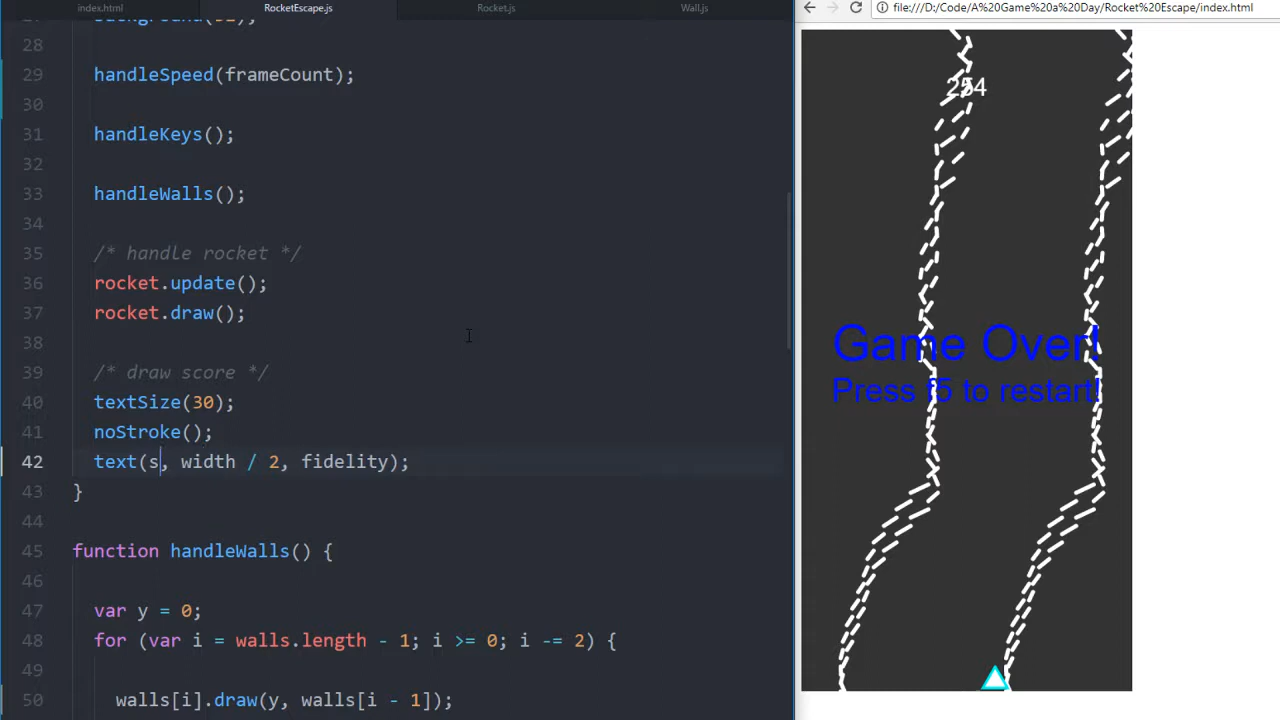 index.html RocketEscape.js Rocket.js Wall.js
file:///D:/Code/A%20Game%20a%20Day/Rocket%20Escape/index.html
28
29 handleSpeed(frameCount);
30
31 handleKeys();
32
33 handleWalls();
34
35 /* handle rocket */
36 rocket.update();
37 rocket.draw();
38
39 /* draw score */
40 textSize(30);
41 noStroke();
42 text(s, width / 2, fidelity);
43 }
44
45 function handleWalls() {
46
47 var y = 0;
48 for (var i = walls.length - 1; i >= 0; i -= 2) {
49
50 walls[i].draw(y, walls[i - 1]);
254
Game Over!
Press f5 to restart!